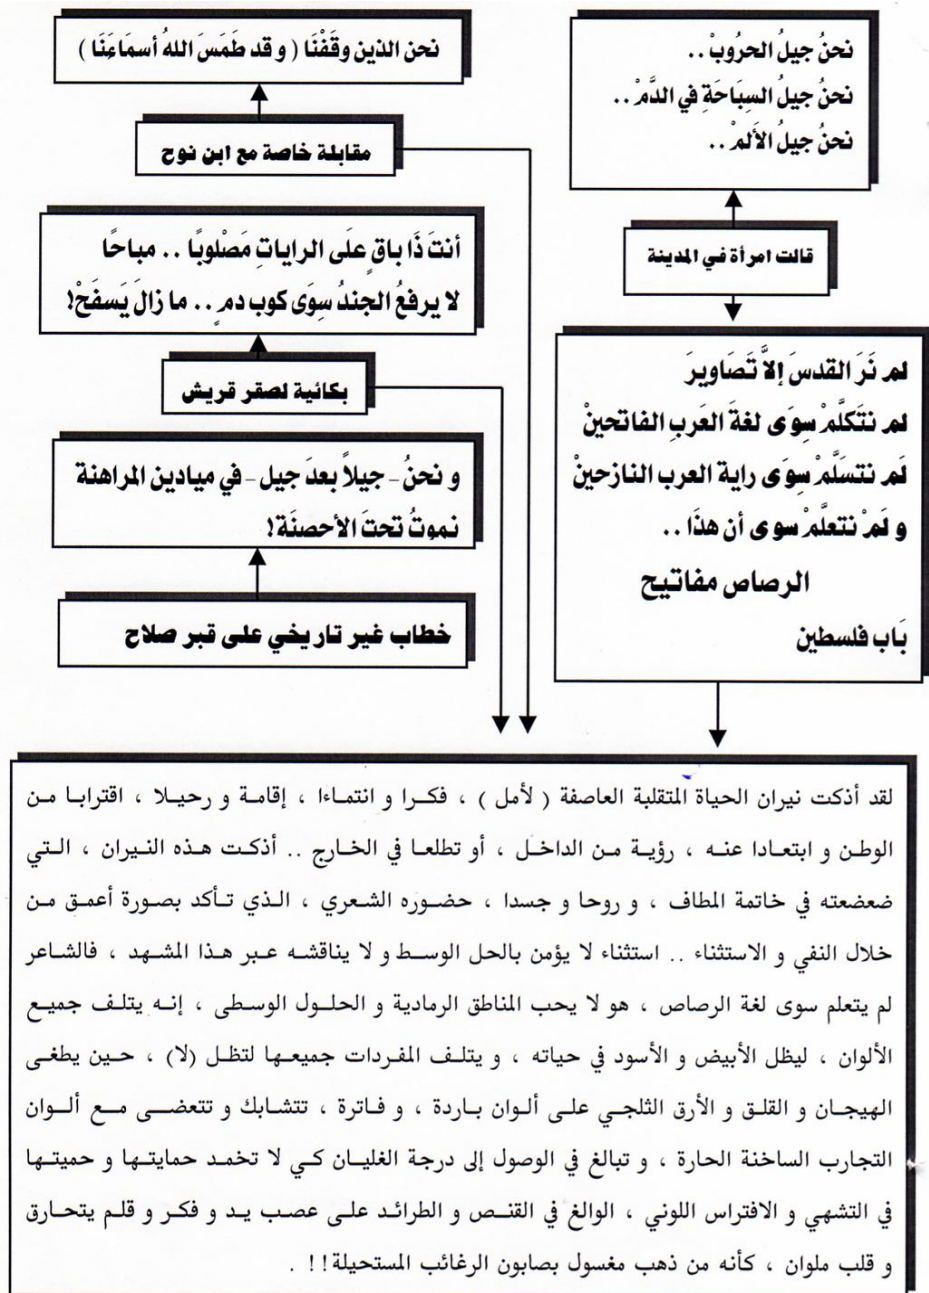 نحنُ جيلُ الحرُوبْ ..
نحنُ جيلُ السِبَاحَةِ في الدَّمْ ..
نحنُ جيلُ الألمْ ..
قالت امرأة في المدينة
لم نَرَ القدسَ إلاَّ تَصَاويرَ
لم نتَكلَّمْ سِوَى لغةَ العَربِ الفاتحينْ
لَم نتسَلَّمْ سِوَى راية العرب النازحينْ
و لَمْ نتعلَّمْ سوى أن هذَا ..
الرصاص مفاتيح
بَاب فلسطين
نحن الذين وقَفْنَا ( و قد طَمَسَ اللهُ أسمَاءَنَا )
مقابلة خاصة مع ابن نوح
أنتَ ذَا باقٍ علَى الراياتِ مَصْلوبًا .. مباحًا
لا يرفعُ الجندُ سِوَى كوب دمٍ .. ما زالَ يَسفَحْ!
بكائية لصقر قريش
و نحنُ - جيلاً بعدَ جيل - في ميادين المراهنة
نموتُ تحتَ الأحصنَة!
خطاب غير تاريخي على قبر صلاح
لقد أذكت نيران الحياة المتقلبة العاصفة ( لأمل ) ، فكرا و انتماءا ، إقامة و رحيلا ، اقترابا من
الوطن و ابتعادا عنه ، رؤية من الداخل ، أو تطلعا في الخارج .. أذكت هذه النيران ، التي
ضعضعته في خاتمة المطاف ، و روحا و جسدا ، حضوره الشعري ، الذي تأكد بصورة أعمق من
خلال النفي و الاستثناء .. استثناء لا يؤمن بالحل الوسط و لا يناقشه عبر هذا المشهد ، فالشاعر
لم يتعلم سوى لغة الرصاص ، هو لا يحب المناطق الرمادية و الحلول الوسطى ، إنه يتلف جميع
الألوان ، ليظل الأبيض و الأسود في حياته ، و يتلف المفردات جميعها لتظل (لا) ، حين يطغى
الهيجان و القلق و الأرق الثلجي على ألوان باردة ، و فاترة ، تتشابك و تتعضى مع ألوان
التجارب الساخنة الحارة ، و تبالغ في الوصول إلى درجة الغليان كي لا تخمد حمايتها و حميتها
في التشهي و الافتراس اللوني ، الوالغ في القنص و الطرائد على عصب يد و فكر و قلم يتحارق
و قلب ملوان ، كأنه من ذهب مغسول بصابون الرغائب المستحيلة!! .